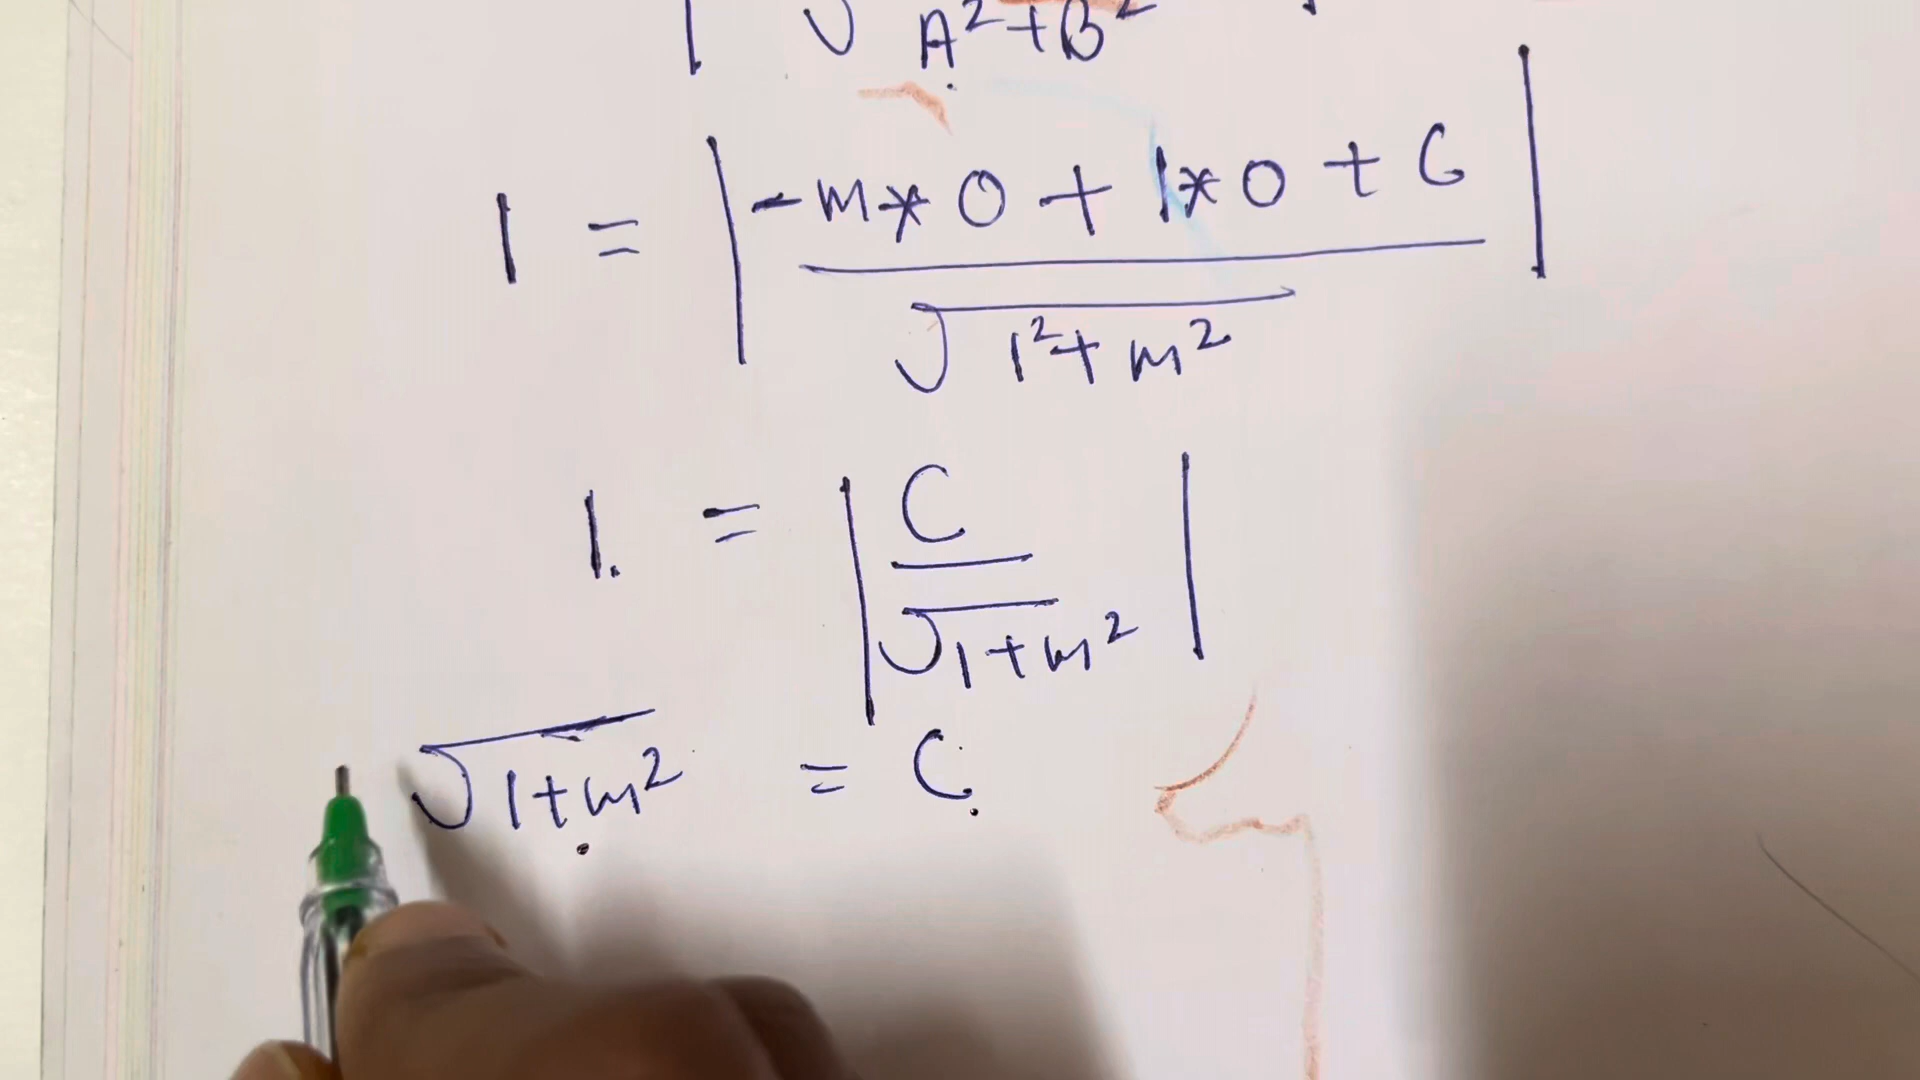 | √ A²+B²
1 = | -m* 0 + 1* 0 + C / √ 1²+ m² |
1. = | C / √1+m² |
√1+m² = C.